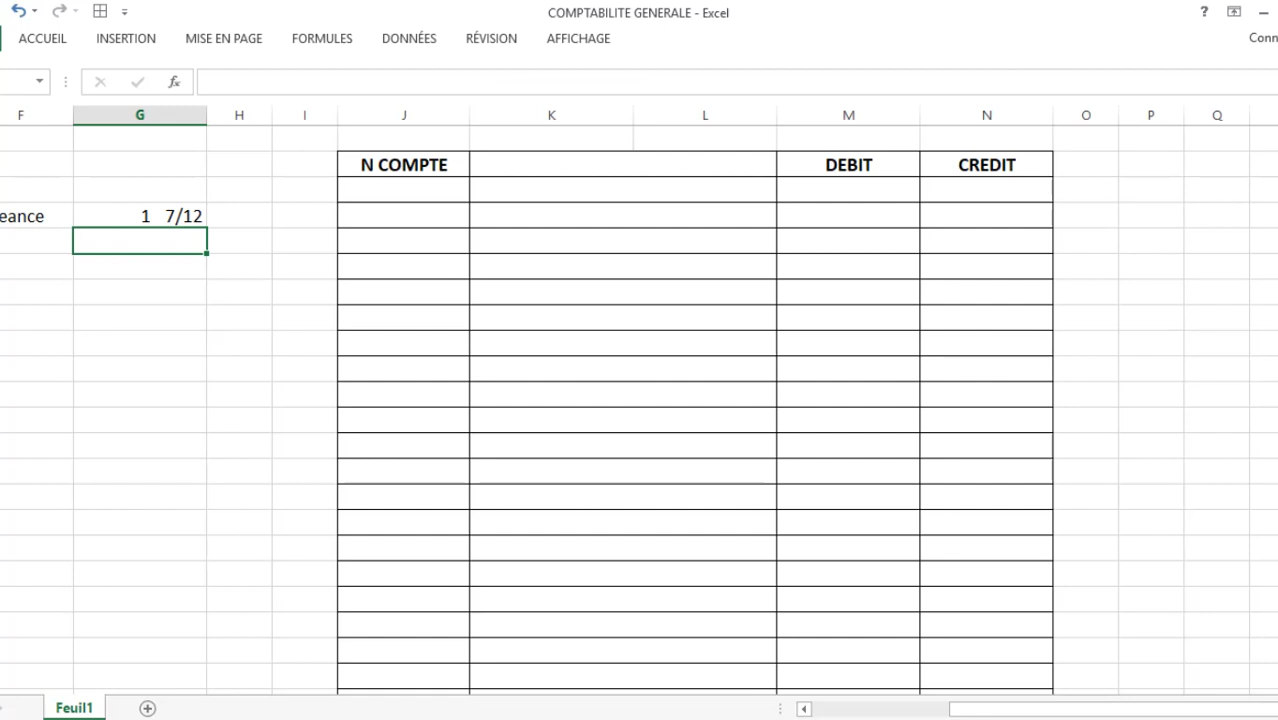 COMPTABILITE GENERALE - Excel
?
ACCUEIL INSERTION MISE EN PAGE FORMULES DONNÉES RÉVISION AFFICHAGE Conn
fx
F G H I J K L M N O P Q
N COMPTE DEBIT CREDIT
eance 1 7/12
Feuil1